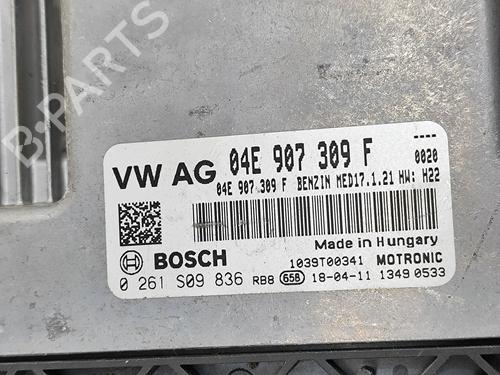 B-PARTS
VW AG 04E 907 309 F ----
0020
04E 907 309 F BENZIN MED17.1.21 HW: H22
Made in Hungary
BOSCH 1039T00341 MOTRONIC
0 261 S09 836 RB8 658 18-04-11 1349 0533